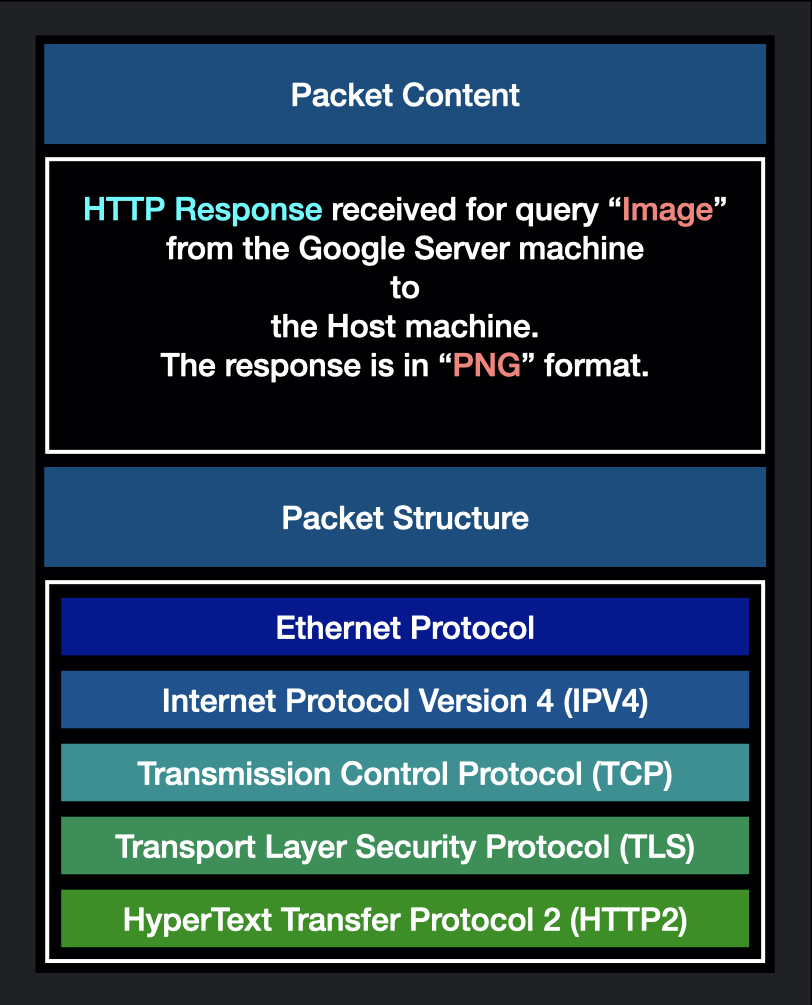 Packet Content
HTTP Response received for query “Image”
from the Google Server machine
to
the Host machine.
The response is in “PNG” format.
Packet Structure
Ethernet Protocol
Internet Protocol Version 4 (IPV4)
Transmission Control Protocol (TCP)
Transport Layer Security Protocol (TLS)
HyperText Transfer Protocol 2 (HTTP2)